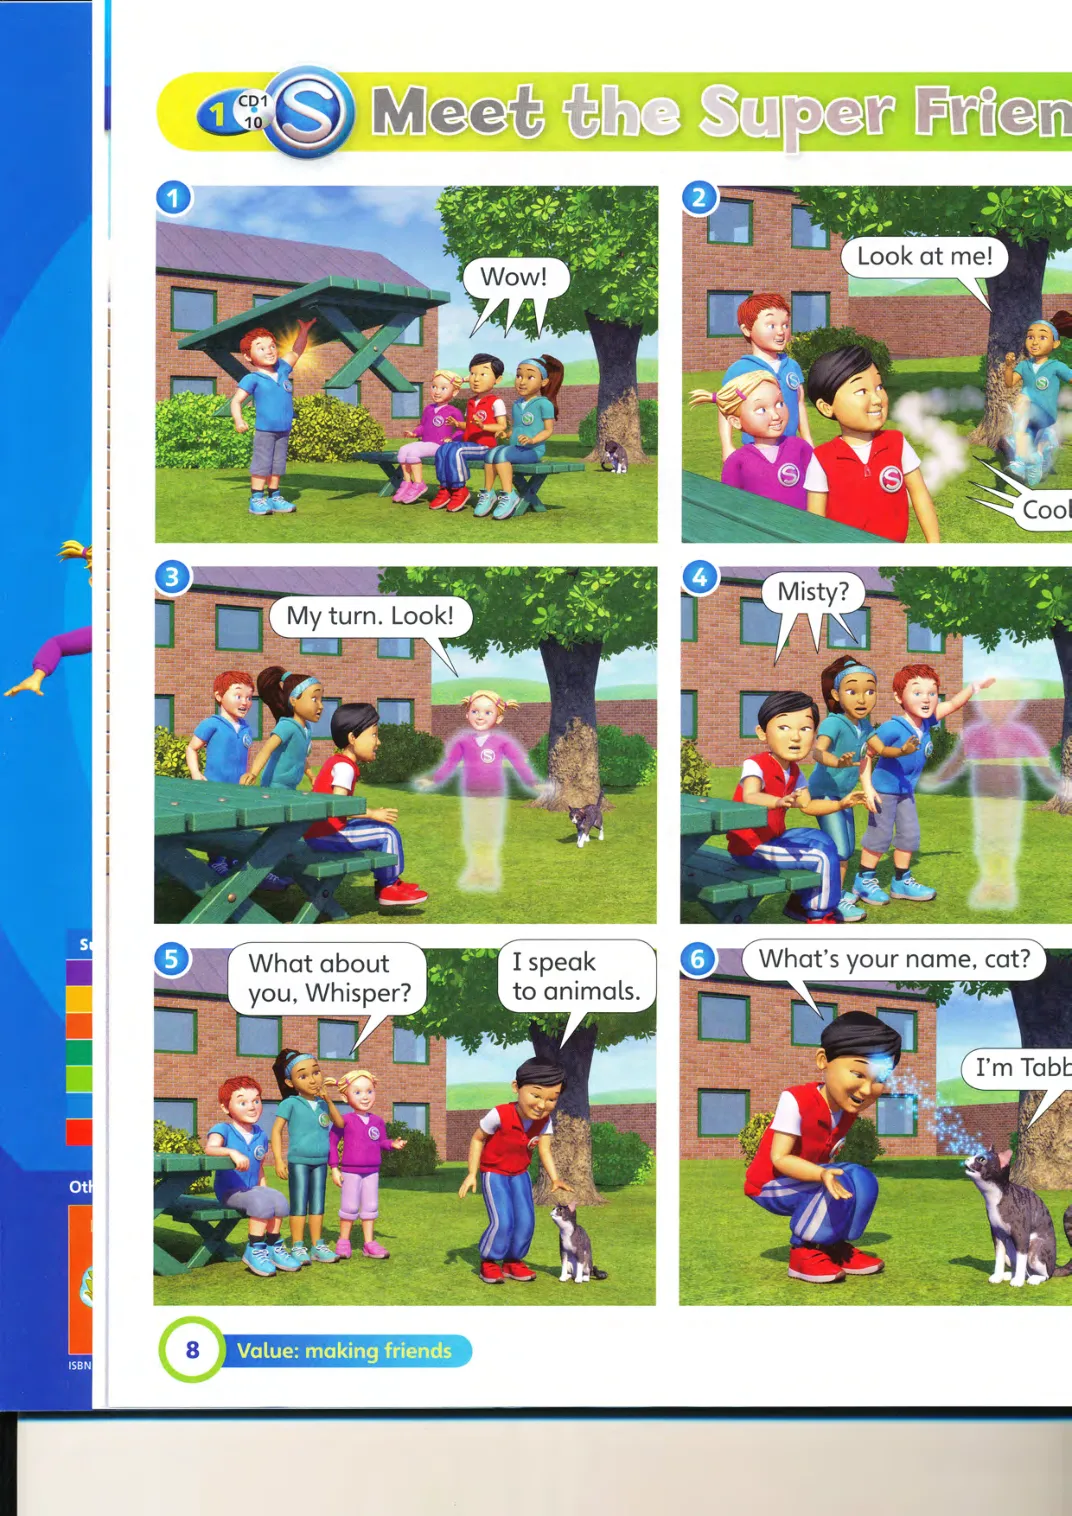 1
CD1
10
S
Meet the Super Frien
1
Wow!
2
Look at me!
Cool
3
My turn. Look!
4
Misty?
5
What about
you, Whisper?
I speak
to animals.
6
What's your name, cat?
I'm Tabb
8
Value: making friends
Su
Oth
ISBN